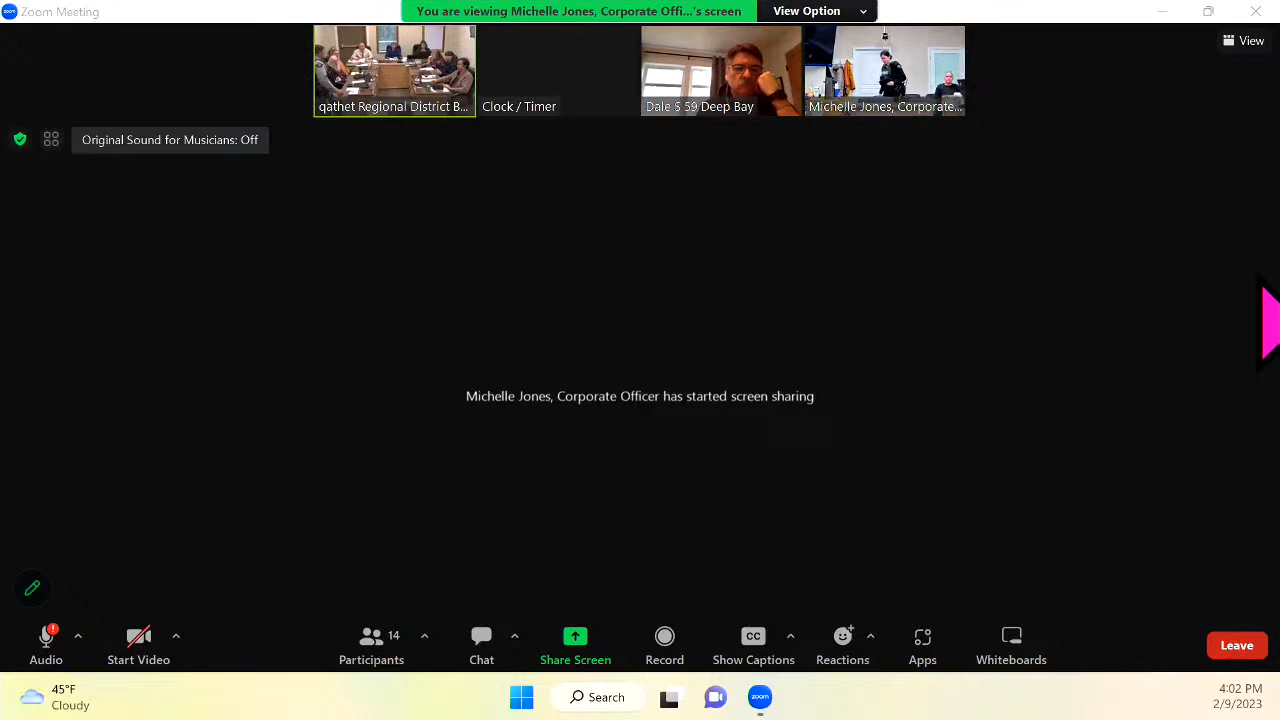 Zoom Meeting
You are viewing Michelle Jones, Corporate Offi...'s screen
View Option
View
qathet Regional District B...
Clock / Timer
Dale S 59 Deep Bay
Michelle Jones, Corporate...
Original Sound for Musicians: Off
Michelle Jones, Corporate Officer has started screen sharing
14
CC
Audio
Start Video
Participants
Chat
Share Screen
Record
Show Captions
Reactions
Apps
Whiteboards
Leave
45°F
Cloudy
Search
zoom
4:02 PM
2/9/2023